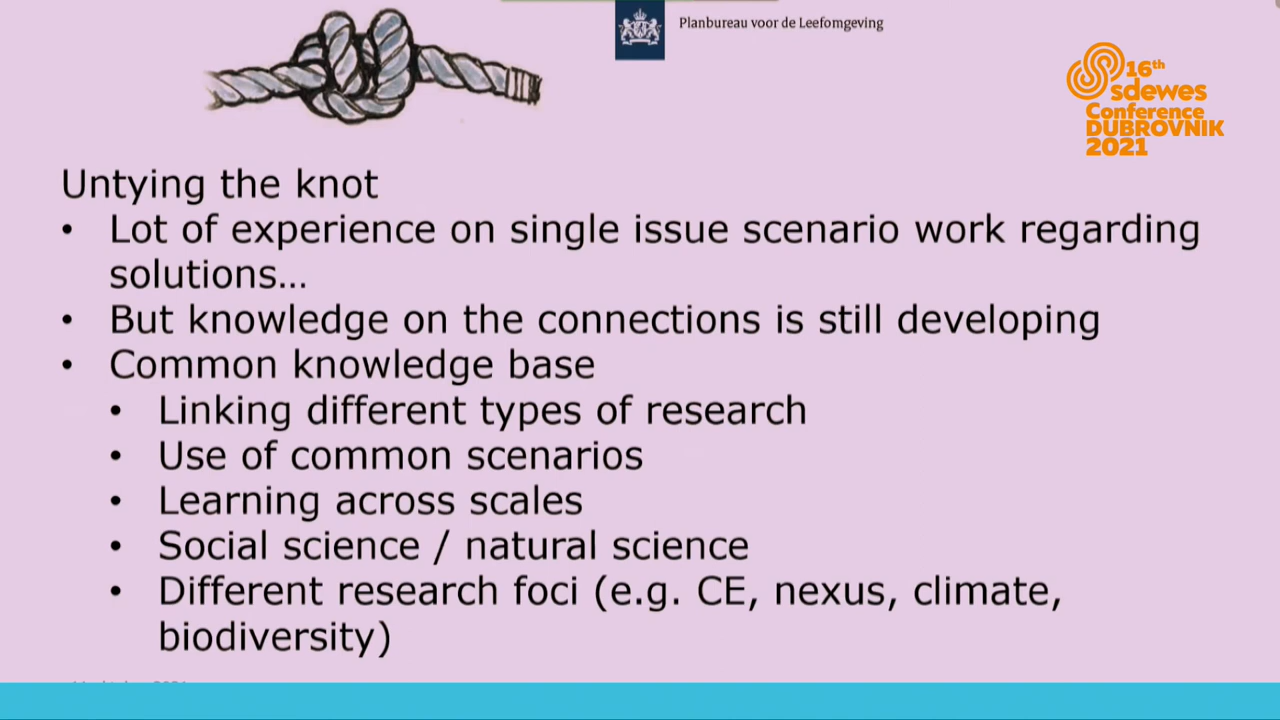 Planbureau voor de Leefomgeving
16th
sdewes
Conference
DUBROVNIK
2021
Untying the knot
• Lot of experience on single issue scenario work regarding
solutions…
• But knowledge on the connections is still developing
• Common knowledge base
• Linking different types of research
• Use of common scenarios
• Learning across scales
• Social science / natural science
• Different research foci (e.g. CE, nexus, climate,
biodiversity)